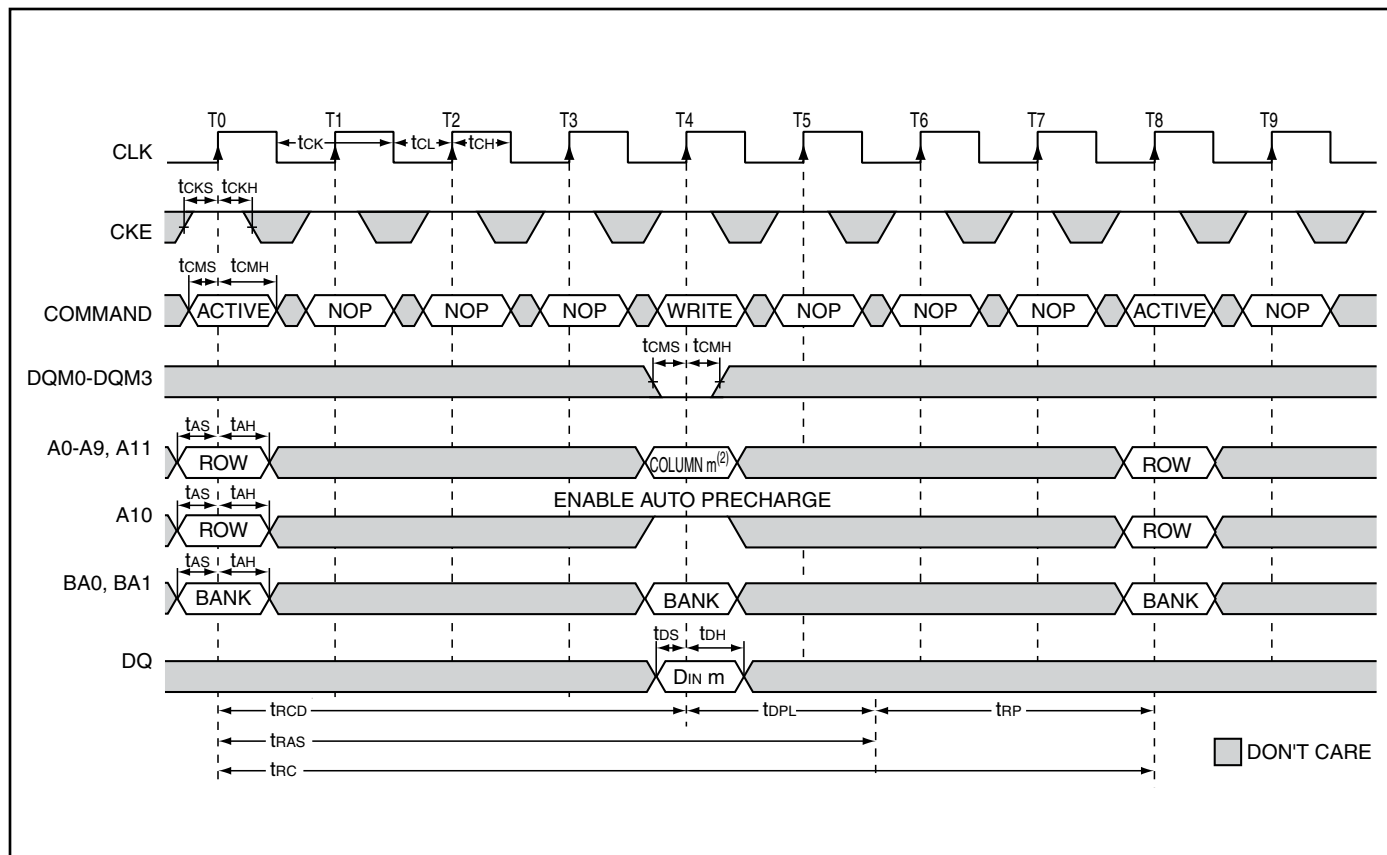 T0 T1 T2 T3 T4 T5 T6 T7 T8 T9
CLK
tCK tCL tCH
tCKS tCKH
CKE
tCMS tCMH
COMMAND ACTIVE NOP NOP NOP WRITE NOP NOP NOP ACTIVE NOP
tCMS tCMH
DQM0-DQM3
tAS tAH
A0-A9, A11 ROW COLUMN m(2) ROW
tAS tAH ENABLE AUTO PRECHARGE
A10 ROW ROW
tAS tAH
BA0, BA1 BANK BANK BANK
tDS tDH
DQ DIN m
tRCD tDPL tRP
tRAS
tRC
DON'T CARE